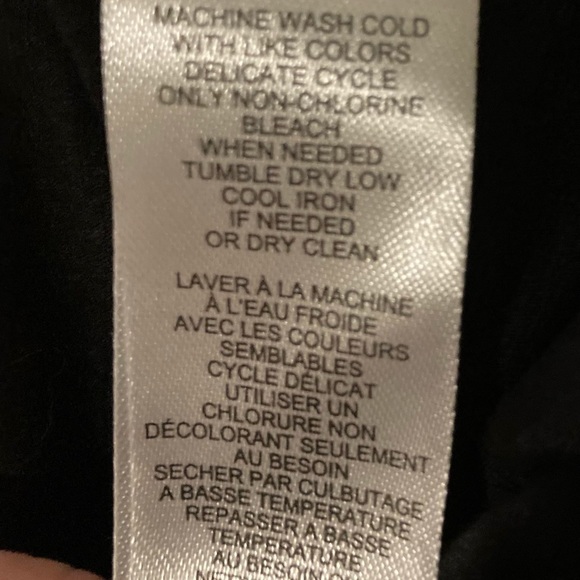 MACHINE WASH COLD
WITH LIKE COLORS
DELICATE CYCLE
ONLY NON-CHLORINE
BLEACH
WHEN NEEDED
TUMBLE DRY LOW
COOL IRON
IF NEEDED
OR DRY CLEAN
LAVER À LA MACHINE
À L'EAU FROIDE
AVEC LES COULEURS
SEMBLABLES
CYCLE DÉLICAT
UTILISER UN
CHLORURE NON
DÉCOLORANT SEULEMENT
AU BESOIN
SECHER PAR CULBUTAGE
A BASSE TEMPERATURE
REPASSER A BASSE
TEMPERATURE
AU BESOIN